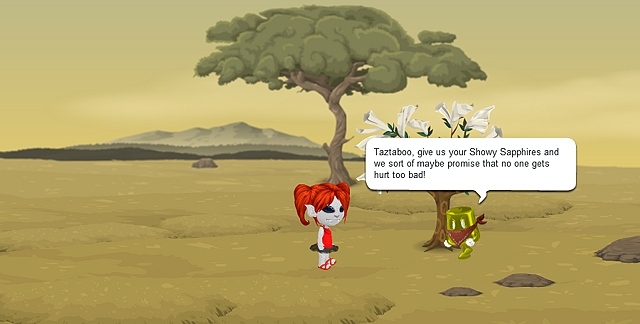 Taztaboo, give us your Showy Sapphires and
we sort of maybe promise that no one gets
hurt too bad!